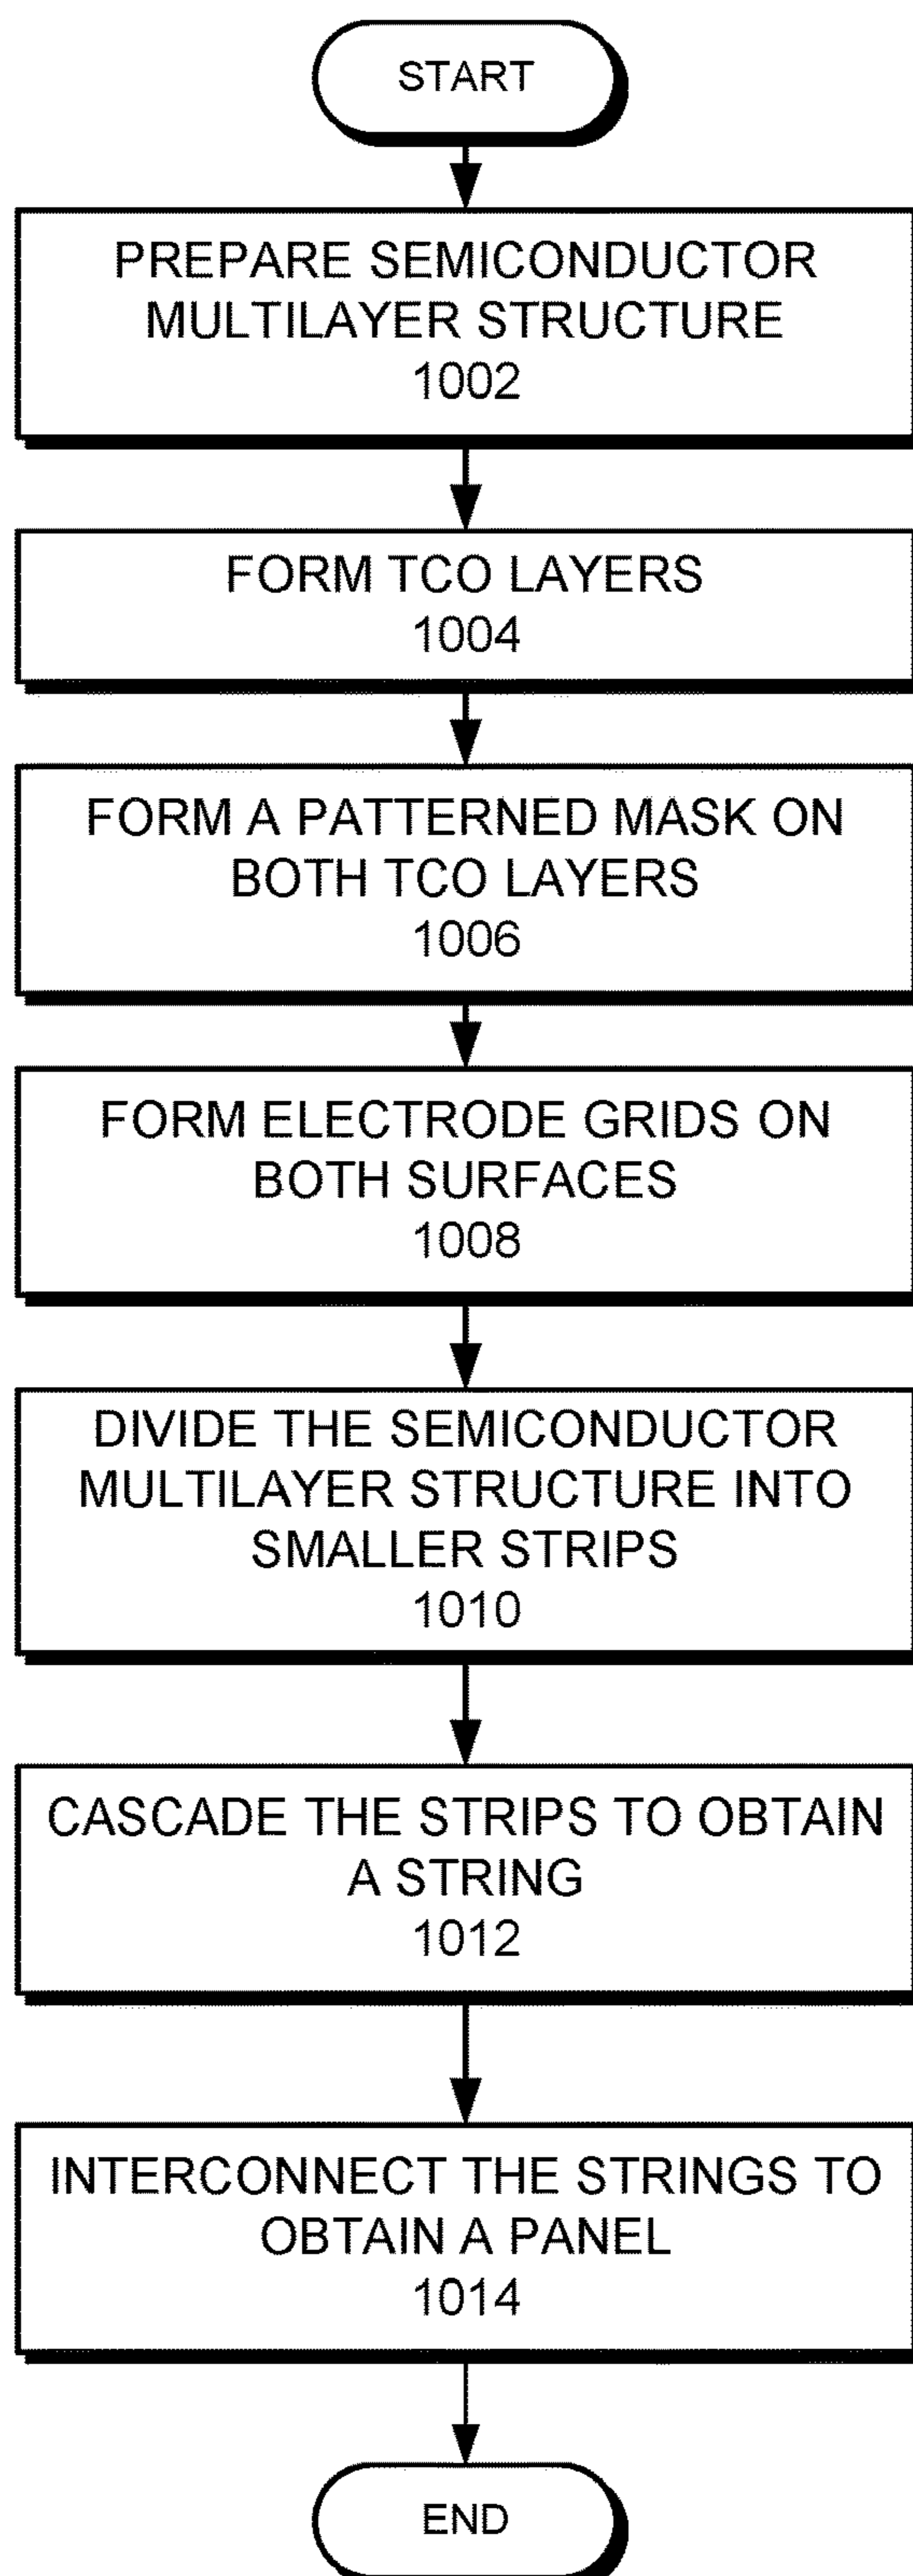 START
PREPARE SEMICONDUCTOR
MULTILAYER STRUCTURE
1002
FORM TCO LAYERS
1004
FORM A PATTERNED MASK ON
BOTH TCO LAYERS
1006
FORM ELECTRODE GRIDS ON
BOTH SURFACES
1008
DIVIDE THE SEMICONDUCTOR
MULTILAYER STRUCTURE INTO
SMALLER STRIPS
1010
CASCADE THE STRIPS TO OBTAIN
A STRING
1012
INTERCONNECT THE STRINGS TO
OBTAIN A PANEL
1014
END